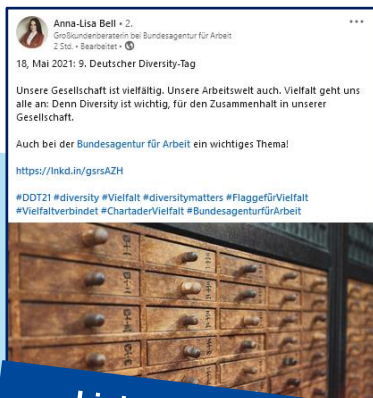 Anna-Lisa Bell • 2.
Großkundenberaterin bei Bundesagentur für Arbeit
2 Std. • Bearbeitet •
18, Mai 2021: 9. Deutscher Diversity-Tag
Unsere Gesellschaft ist vielfältig. Unsere Arbeitswelt auch. Vielfalt geht uns
alle an: Denn Diversity ist wichtig, für den Zusammenhalt in unserer
Gesellschaft.
Auch bei der Bundesagentur für Arbeit ein wichtiges Thema!
https://lnkd.in/gsrsAZH
#DDT21 #diversity #Vielfalt #diversitymatters #FlaggefürVielfalt
#Vielfaltverbindet #ChartaderVielfalt #BundesagenturfürArbeit